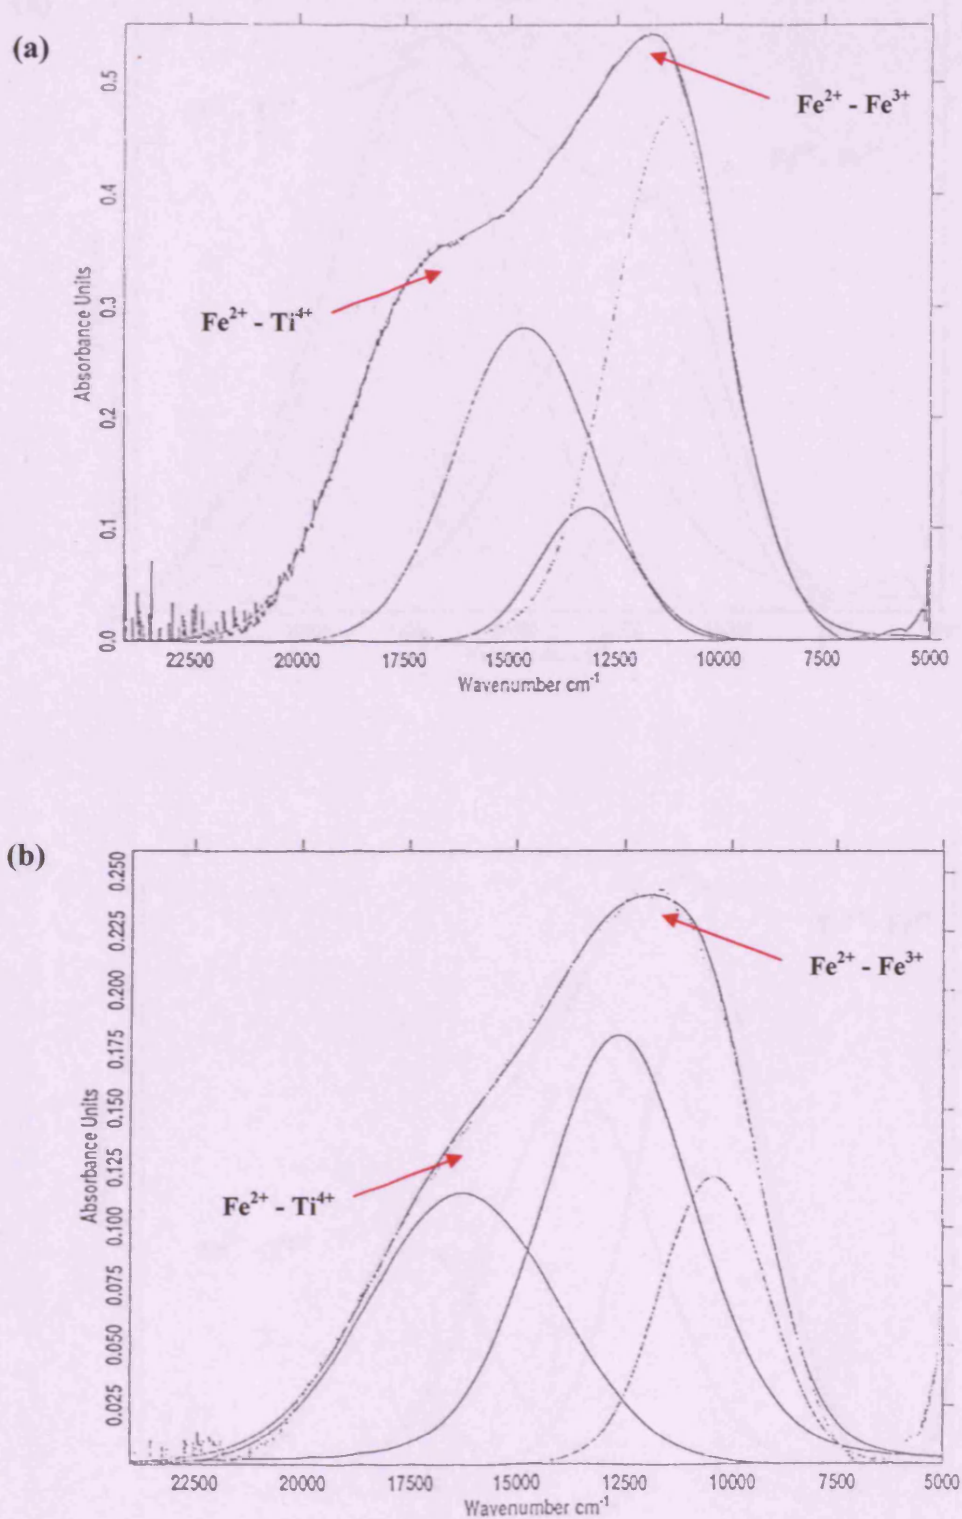 (a)
Fe²⁺ - Fe³⁺
Fe²⁺ - Ti⁴⁺
Absorbance Units
0.5
0.4
0.3
0.2
0.1
0.0
22500 20000 17500 15000 12500 10000 7500 5000
Wavenumber cm⁻¹
(b)
Fe²⁺ - Fe³⁺
Fe²⁺ - Ti⁴⁺
Absorbance Units
0.250
0.225
0.200
0.175
0.150
0.125
0.100
0.075
0.050
0.025
22500 20000 17500 15000 12500 10000 7500 5000
Wavenumber cm⁻¹